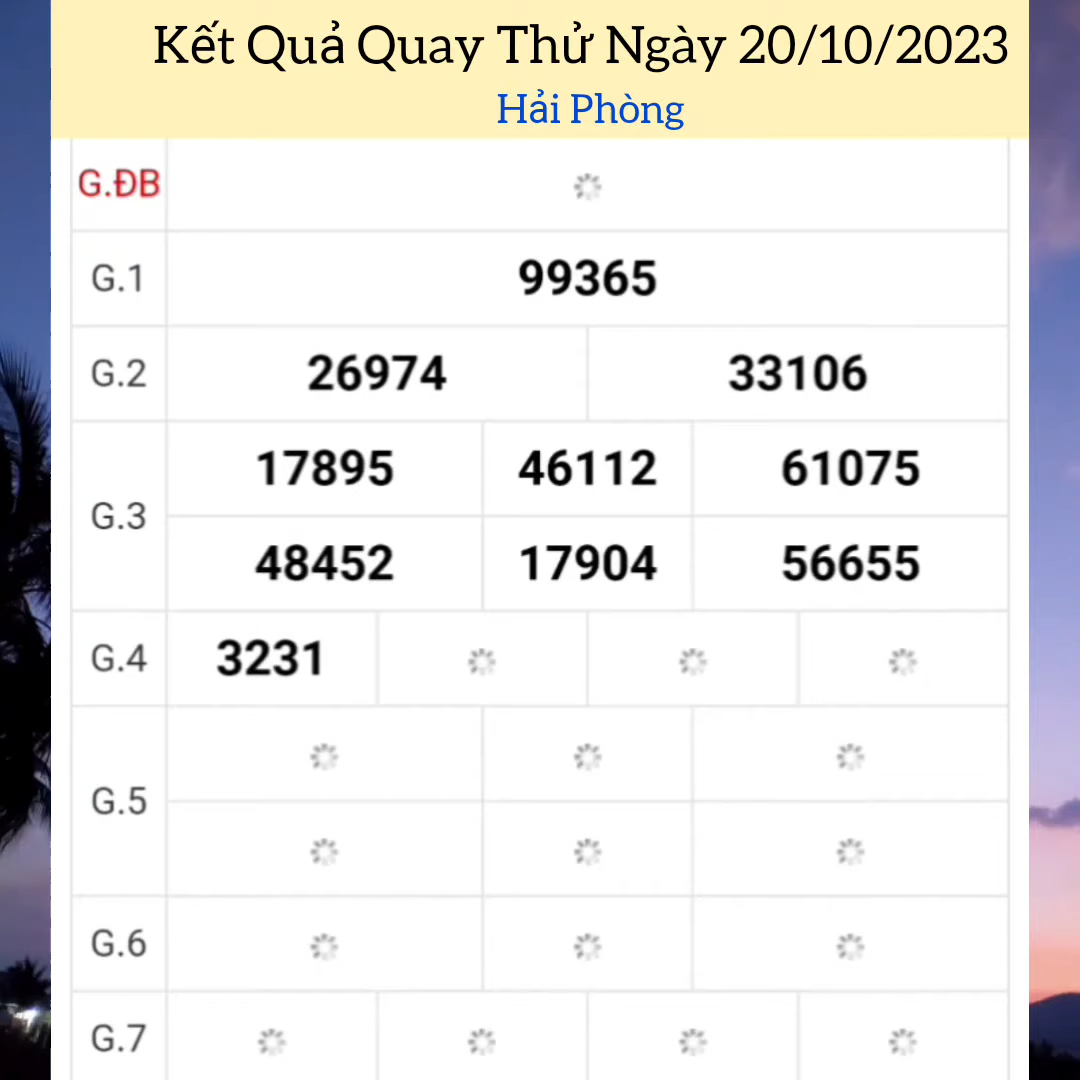 Kết Quả Quay Thử Ngày 20/10/2023
Hải Phòng
G.ĐB
G.1 99365
G.2 26974 33106
17895 46112 61075
G.3
48452 17904 56655
G.4 3231
G.5
G.6
G.7